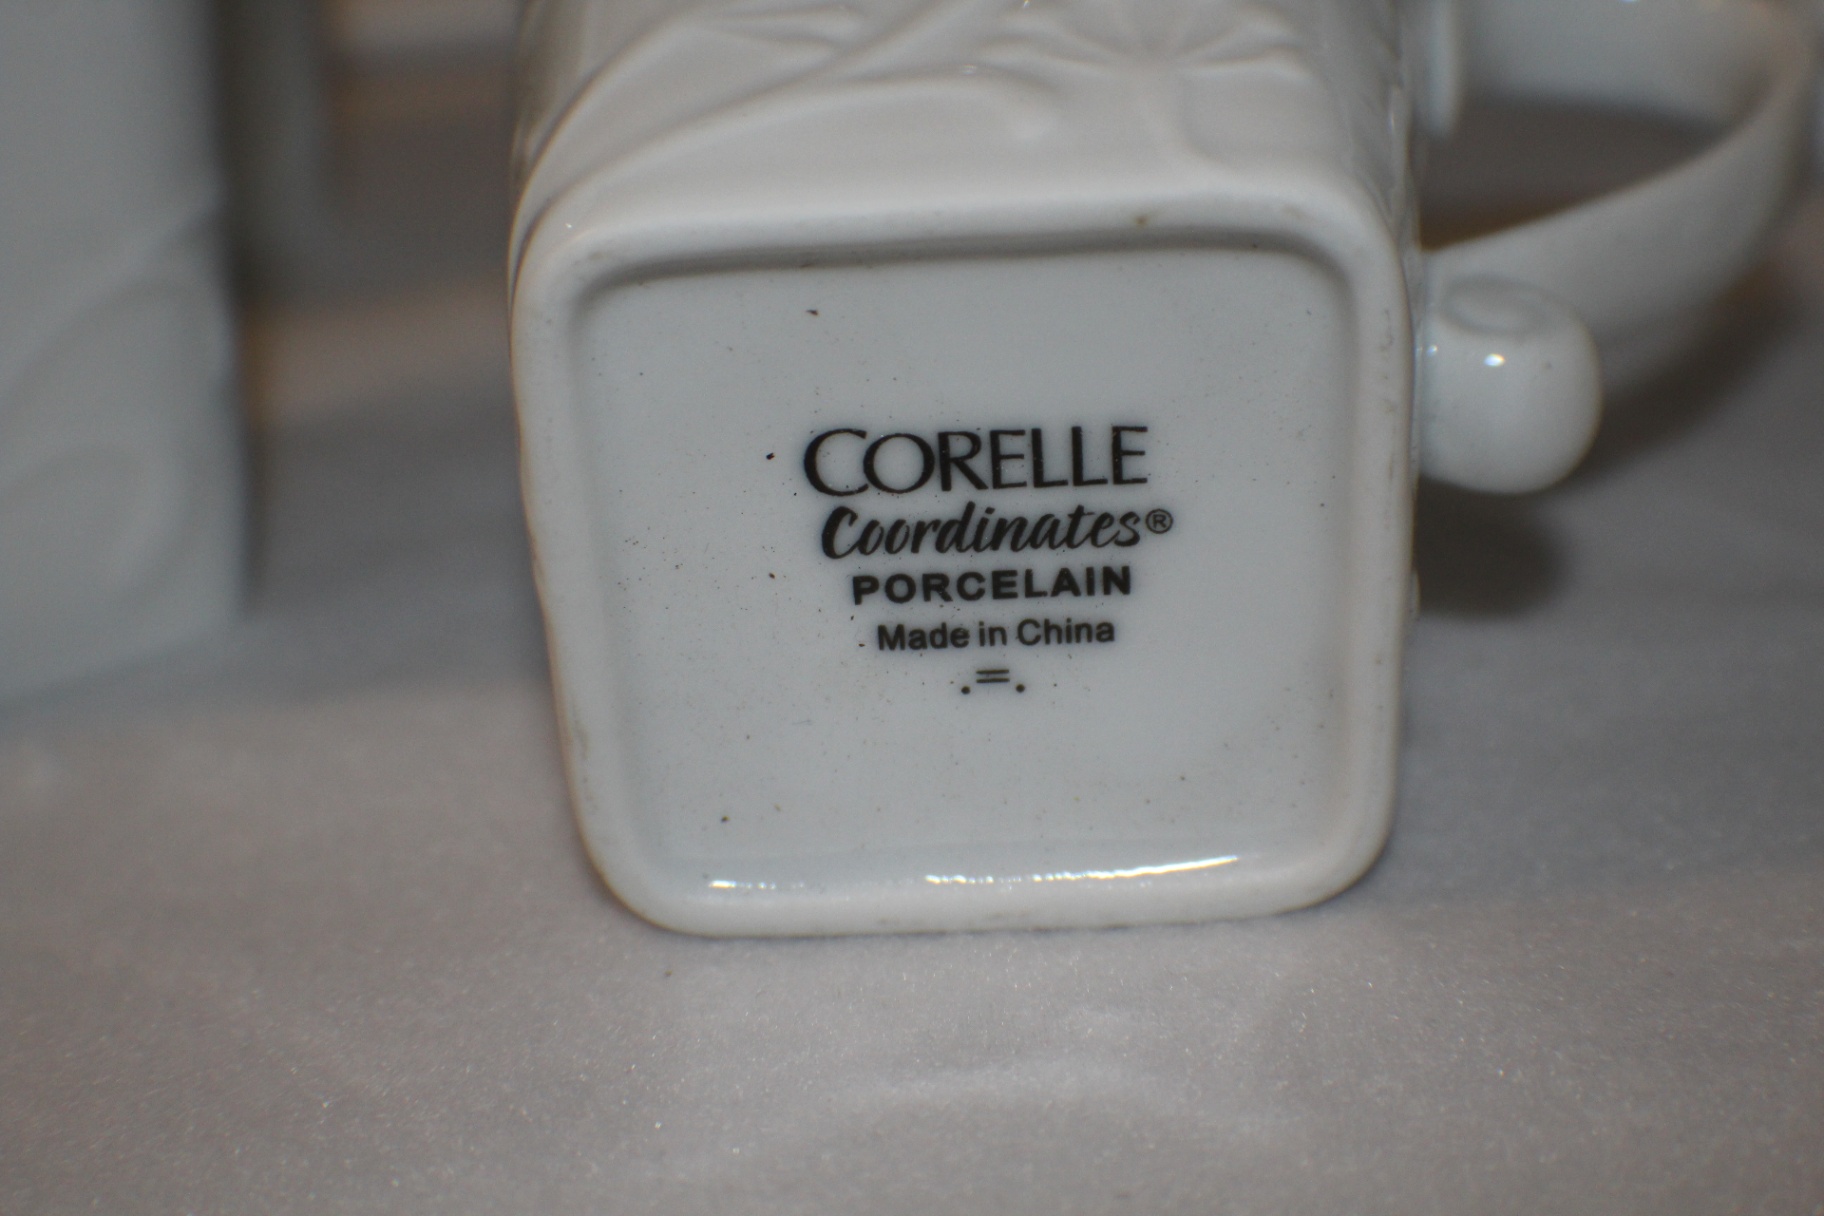 CORELLE
Coordinates®
PORCELAIN
Made in China
.=.